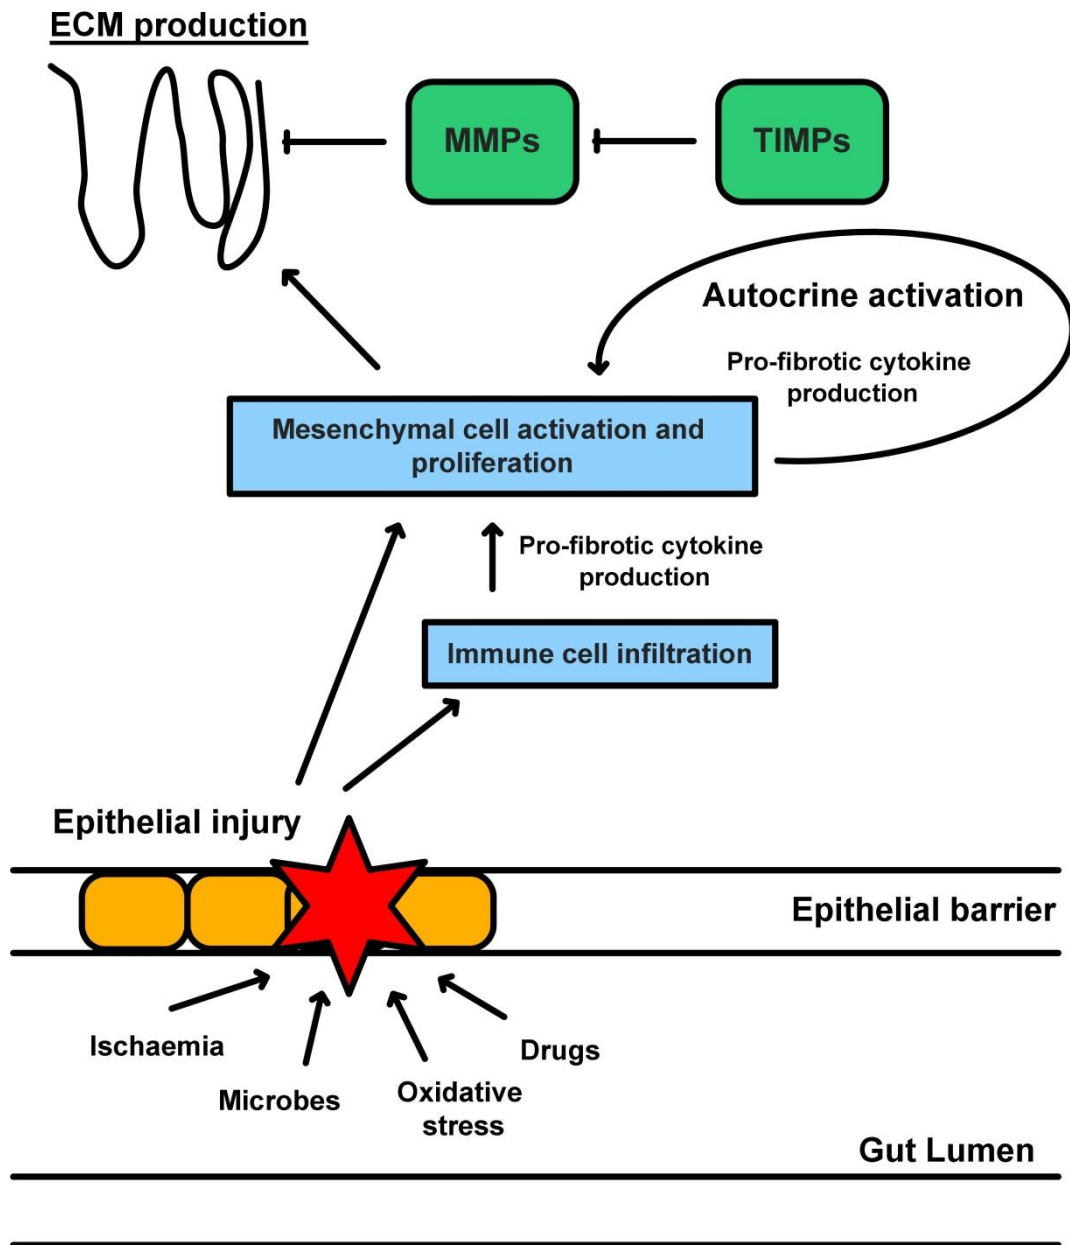 ECM production
MMPs
TIMPs
Autocrine activation
Pro-fibrotic cytokine
production
Mesenchymal cell activation and
proliferation
Pro-fibrotic cytokine
production
Immune cell infiltration
Epithelial injury
Epithelial barrier
Ischaemia
Microbes
Oxidative
stress
Drugs
Gut Lumen